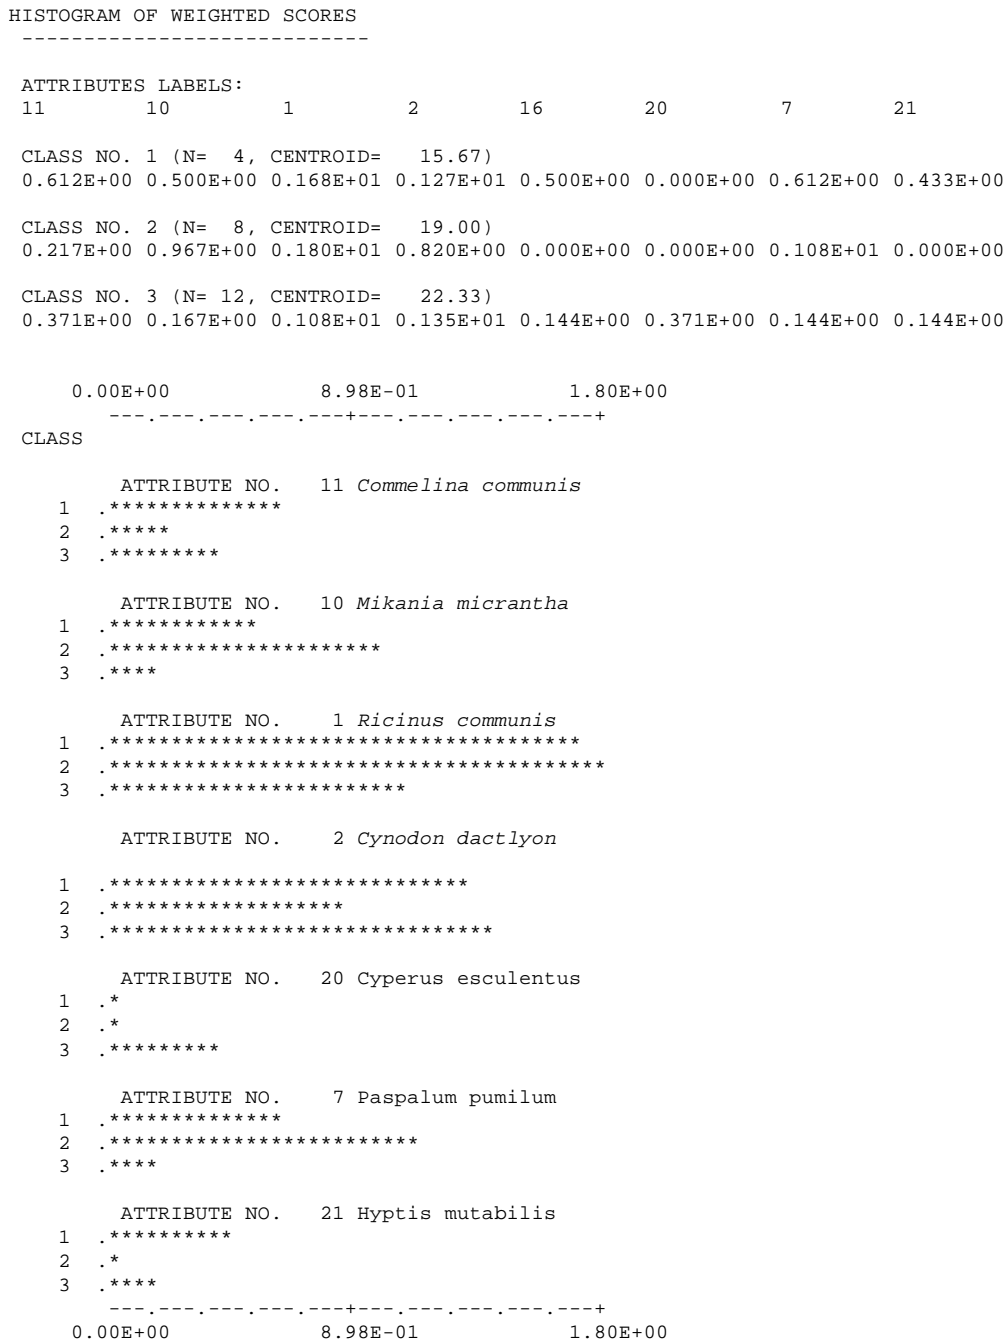 HISTOGRAM OF WEIGHTED SCORES
----------------------------
ATTRIBUTES LABELS:
11 10 1 2 16 20 7 21
CLASS NO. 1 (N= 4, CENTROID= 15.67)
0.612E+00 0.500E+00 0.168E+01 0.127E+01 0.500E+00 0.000E+00 0.612E+00 0.433E+00
CLASS NO. 2 (N= 8, CENTROID= 19.00)
0.217E+00 0.967E+00 0.180E+01 0.820E+00 0.000E+00 0.000E+00 0.108E+01 0.000E+00
CLASS NO. 3 (N= 12, CENTROID= 22.33)
0.371E+00 0.167E+00 0.108E+01 0.135E+01 0.144E+00 0.371E+00 0.144E+00 0.144E+00
0.00E+00 8.98E-01 1.80E+00
---.---.---.---.---+---.---.---.---.---+
CLASS
ATTRIBUTE NO. 11 Commelina communis
1 .**************
2 .*****
3 .*********
ATTRIBUTE NO. 10 Mikania micrantha
1 .************
2 .**********************
3 .****
ATTRIBUTE NO. 1 Ricinus communis
1 .**************************************
2 .****************************************
3 .************************
ATTRIBUTE NO. 2 Cynodon dactlyon
1 .*****************************
2 .*******************
3 .*******************************
ATTRIBUTE NO. 20 Cyperus esculentus
1 .*
2 .*
3 .*********
ATTRIBUTE NO. 7 Paspalum pumilum
1 .**************
2 .*************************
3 .****
ATTRIBUTE NO. 21 Hyptis mutabilis
1 .**********
2 .*
3 .****
---.---.---.---.---+---.---.---.---.---+
0.00E+00 8.98E-01 1.80E+00